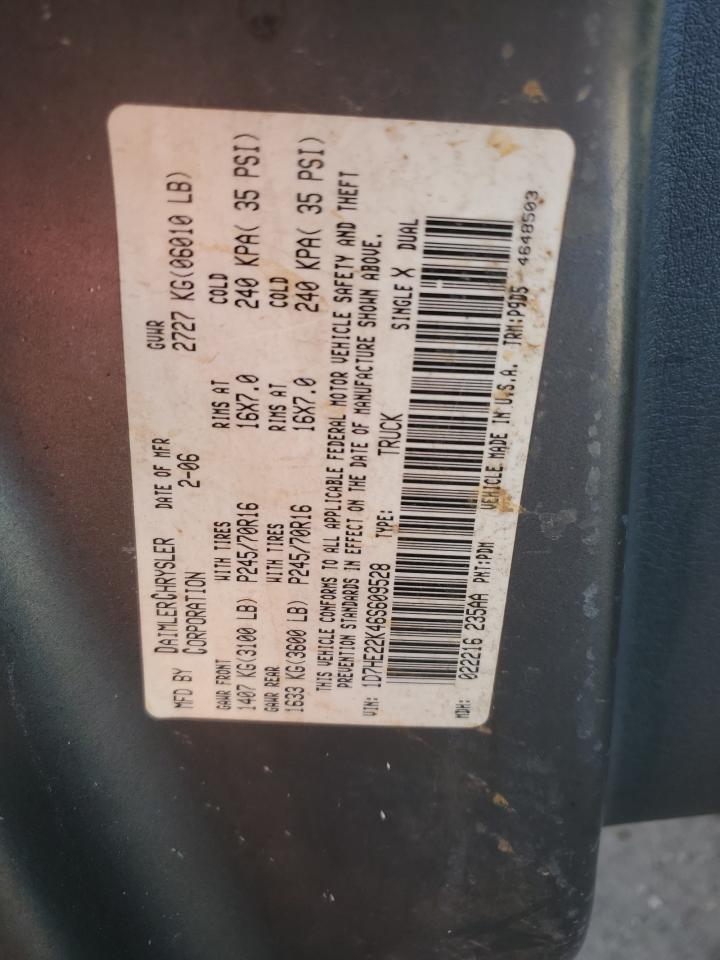 MFD BY DAIMLERCHRYSLER CORPORATION DATE OF MFR 2-06 GVWR 2727 KG(06010 LB)
GAWR FRONT WITH TIRES RIMS AT COLD
1407 KG(3100 LB) P245/70R16 16X7.0 240 KPA( 35 PSI)
GAWR REAR WITH TIRES RIMS AT COLD
1633 KG(3600 LB) P245/70R16 16X7.0 240 KPA( 35 PSI)
THIS VEHICLE CONFORMS TO ALL APPLICABLE FEDERAL MOTOR VEHICLE SAFETY AND THEFT
PREVENTION STANDARDS IN EFFECT ON THE DATE OF MANUFACTURE SHOWN ABOVE.
VIN: 1D7HE22K46S609528 TYPE: TRUCK SINGLE X DUAL
MDH: 022216 235AA PNT:PDM VEHICLE MADE IN U.S.A. TRM:P9D5 4648503